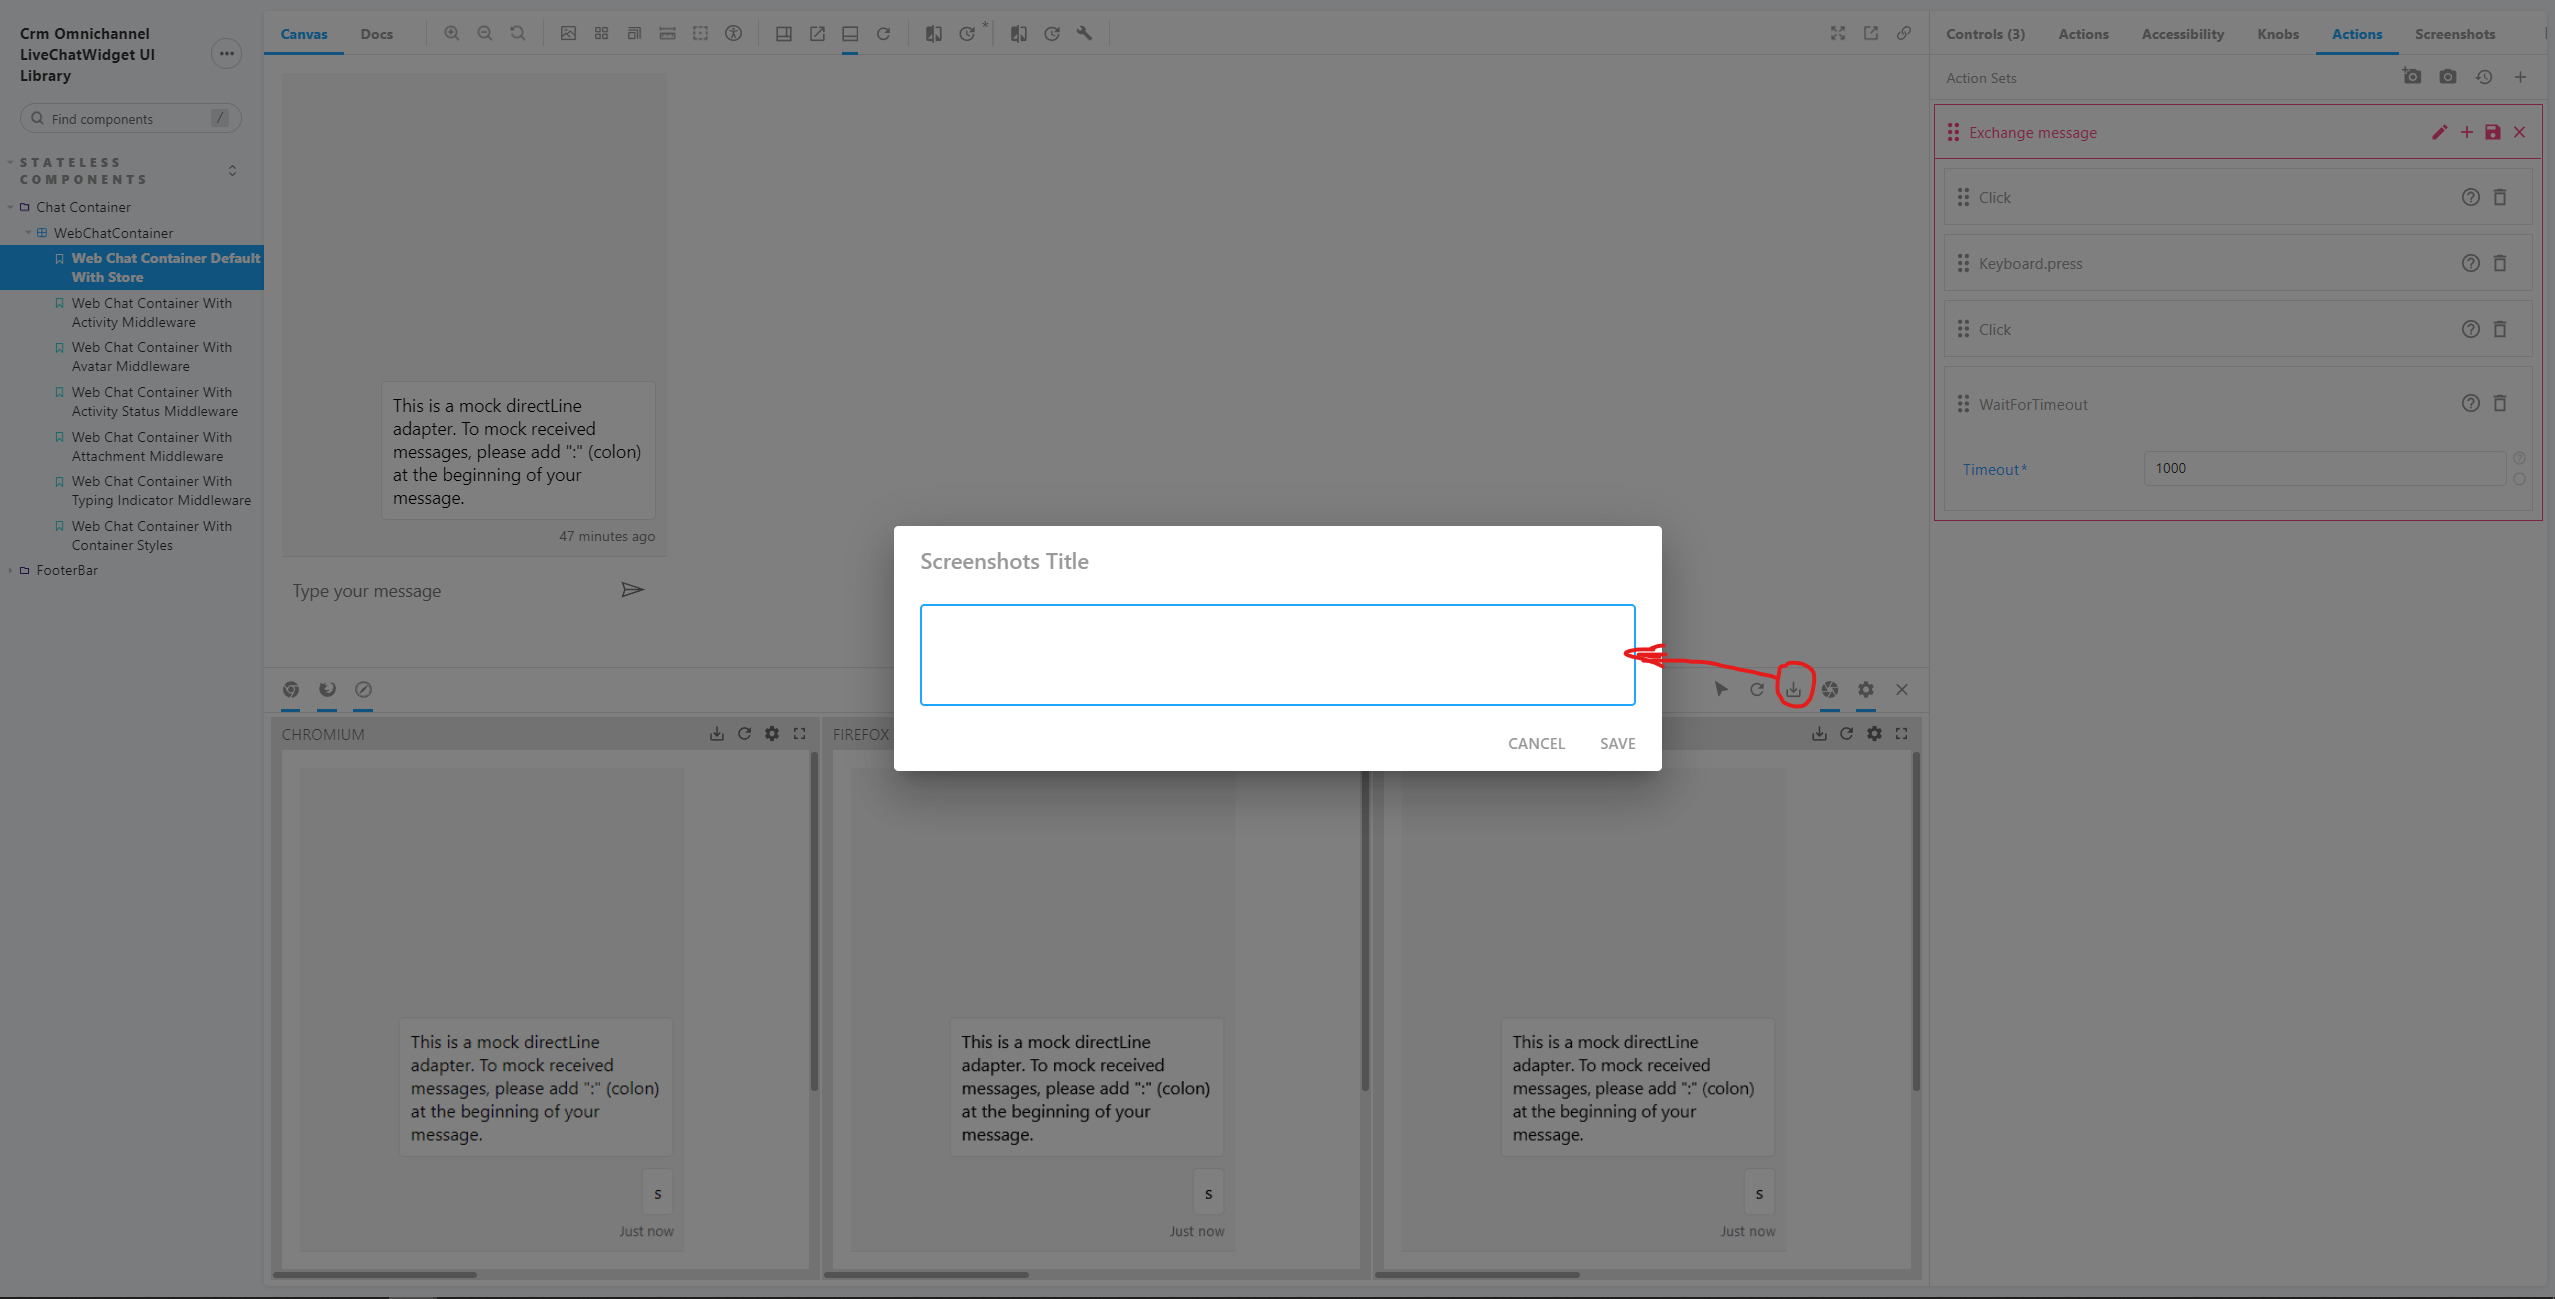 Crm Omnichannel
LiveChatWidget UI
Library
Find components
/
STATELESS
COMPONENTS
Chat Container
WebChatContainer
Web Chat Container Default
With Store
Web Chat Container With
Activity Middleware
Web Chat Container With
Avatar Middleware
Web Chat Container With
Activity Status Middleware
Web Chat Container With
Attachment Middleware
Web Chat Container With
Typing Indicator Middleware
Web Chat Container With
Container Styles
FooterBar
Canvas Docs
*
This is a mock directLine
adapter. To mock received
messages, please add ":" (colon)
at the beginning of your
message.
47 minutes ago
Type your message
Screenshots Title
CANCEL SAVE
CHROMIUM
This is a mock directLine
adapter. To mock received
messages, please add ":" (colon)
at the beginning of your
message.
s
Just now
FIREFOX
This is a mock directLine
adapter. To mock received
messages, please add ":" (colon)
at the beginning of your
message.
s
Just now
This is a mock directLine
adapter. To mock received
messages, please add ":" (colon)
at the beginning of your
message.
s
Just now
Controls (3) Actions Accessibility Knobs Actions Screenshots
Action Sets
Exchange message
Click
Keyboard.press
Click
WaitForTimeout
Timeout* 1000